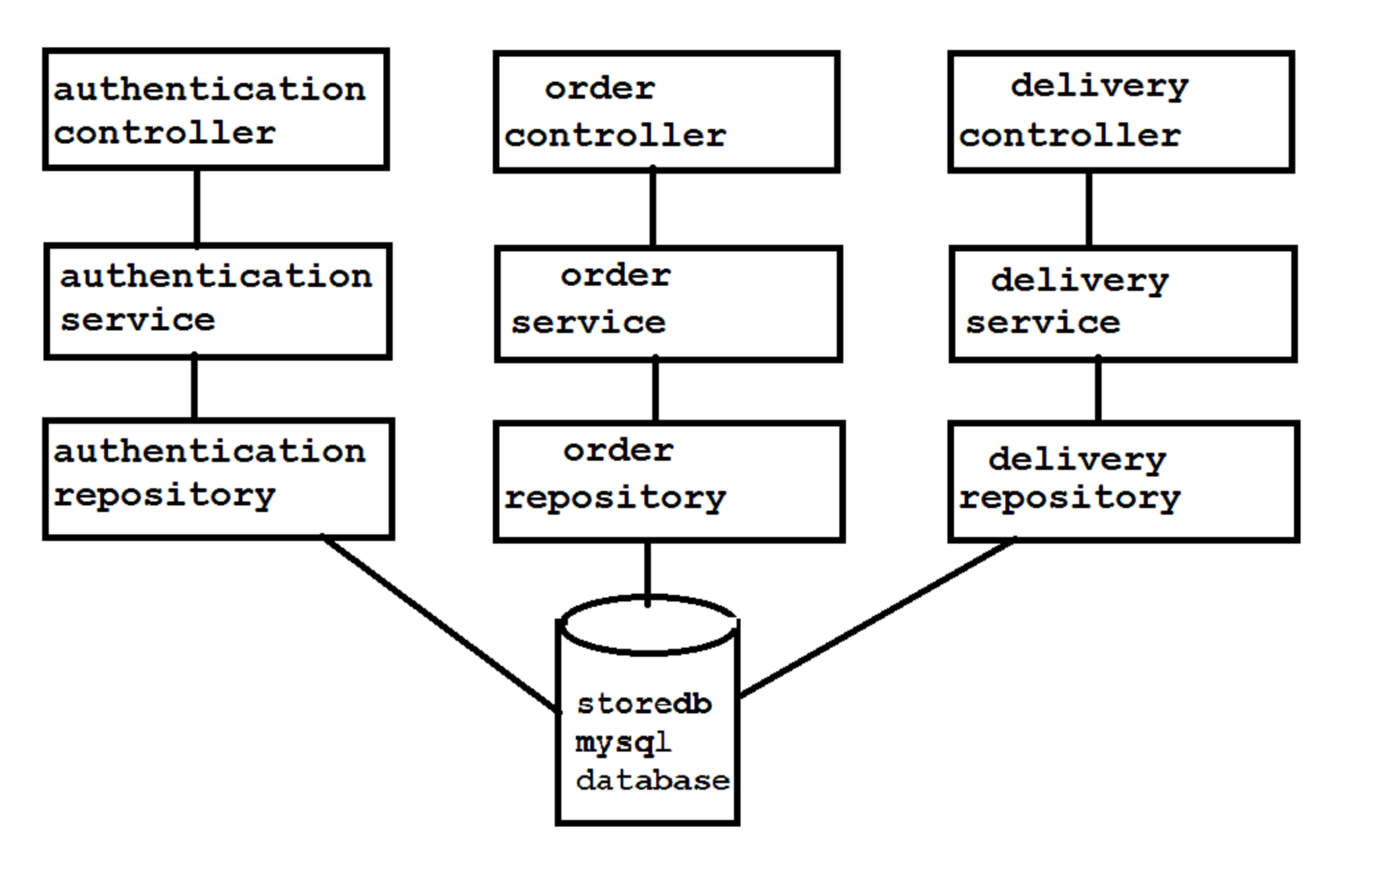 authentication
controller
order
controller
delivery
controller
authentication
service
order
service
delivery
service
authentication
repository
order
repository
delivery
repository
storedb
mysql
database